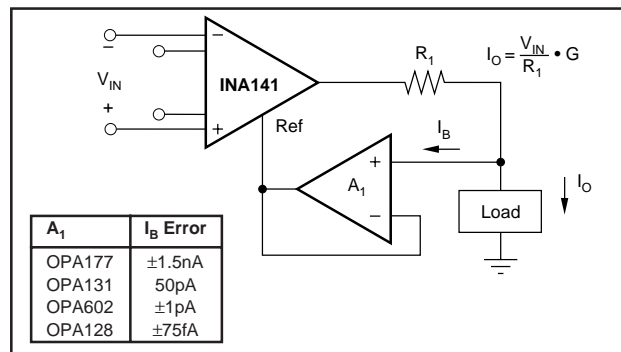 −
V_IN
+
−
INA141
+
Ref
R_1
I_O = V_IN / R_1 • G
I_B
+
A_1
−
Load
I_O
A_1 I_B Error
OPA177 ±1.5nA
OPA131 50pA
OPA602 ±1pA
OPA128 ±75fA